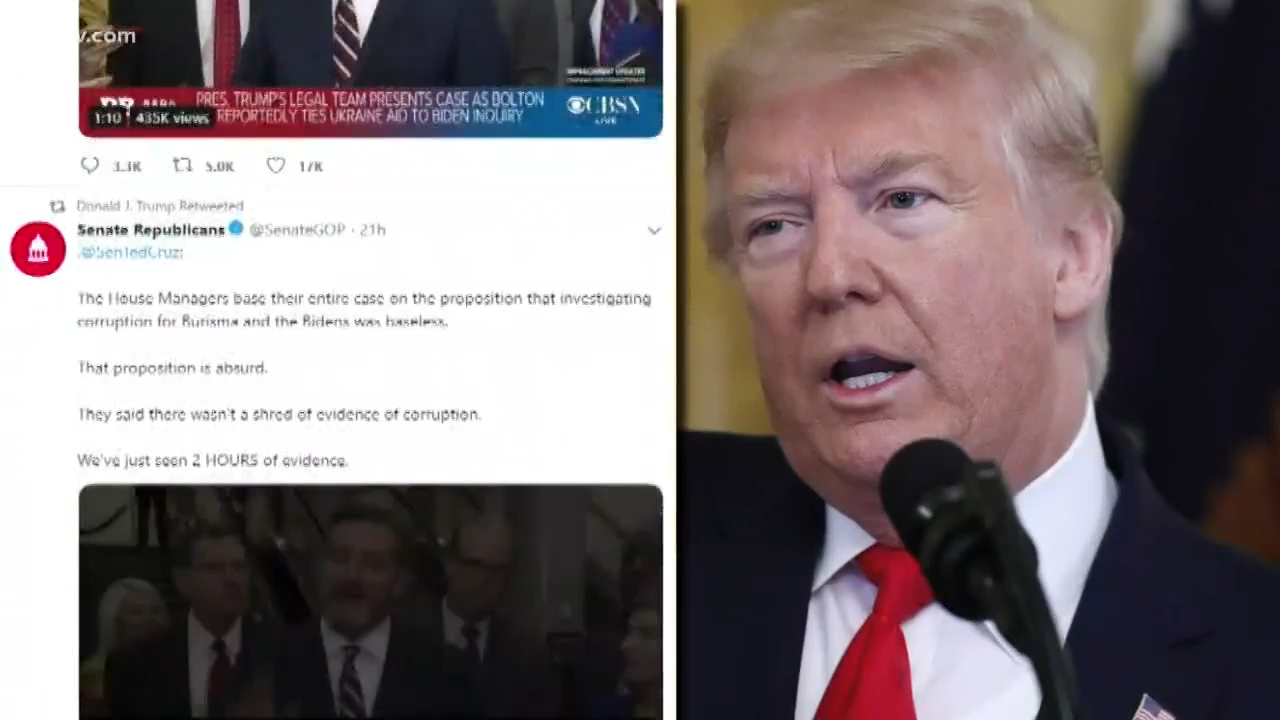 v.com
PRES. TRUMP'S LEGAL TEAM PRESENTS CASE AS BOLTON
REPORTEDLY TIES UKRAINE AID TO BIDEN INQUIRY
CBSN
LIVE
1:10 435K views
3.3K 5.0K 17K
Donald J. Trump Retweeted
Senate Republicans @SenateGOP · 21h
.@SenTedCruz:
The House Managers base their entire case on the proposition that investigating
corruption for Burisma and the Bidens was baseless.
That proposition is absurd.
They said there wasn't a shred of evidence of corruption.
We've just seen 2 HOURS of evidence.